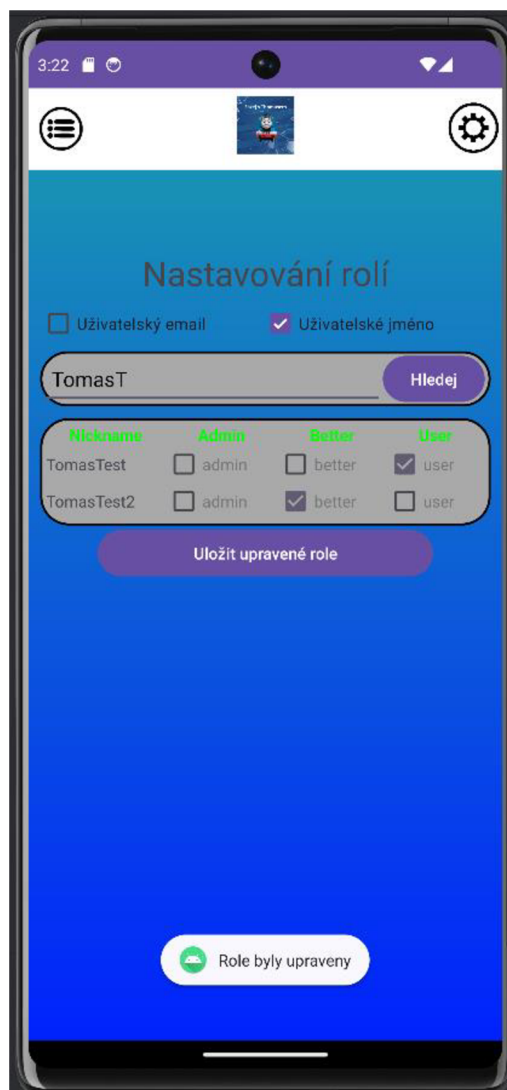 3:22
Nastavování rolí
Uživatelský email Uživatelské jméno
TomasT Hledej
Nickname Admin Better User
TomasTest admin better user
TomasTest2 admin better user
Uložit upravené role
Role byly upraveny